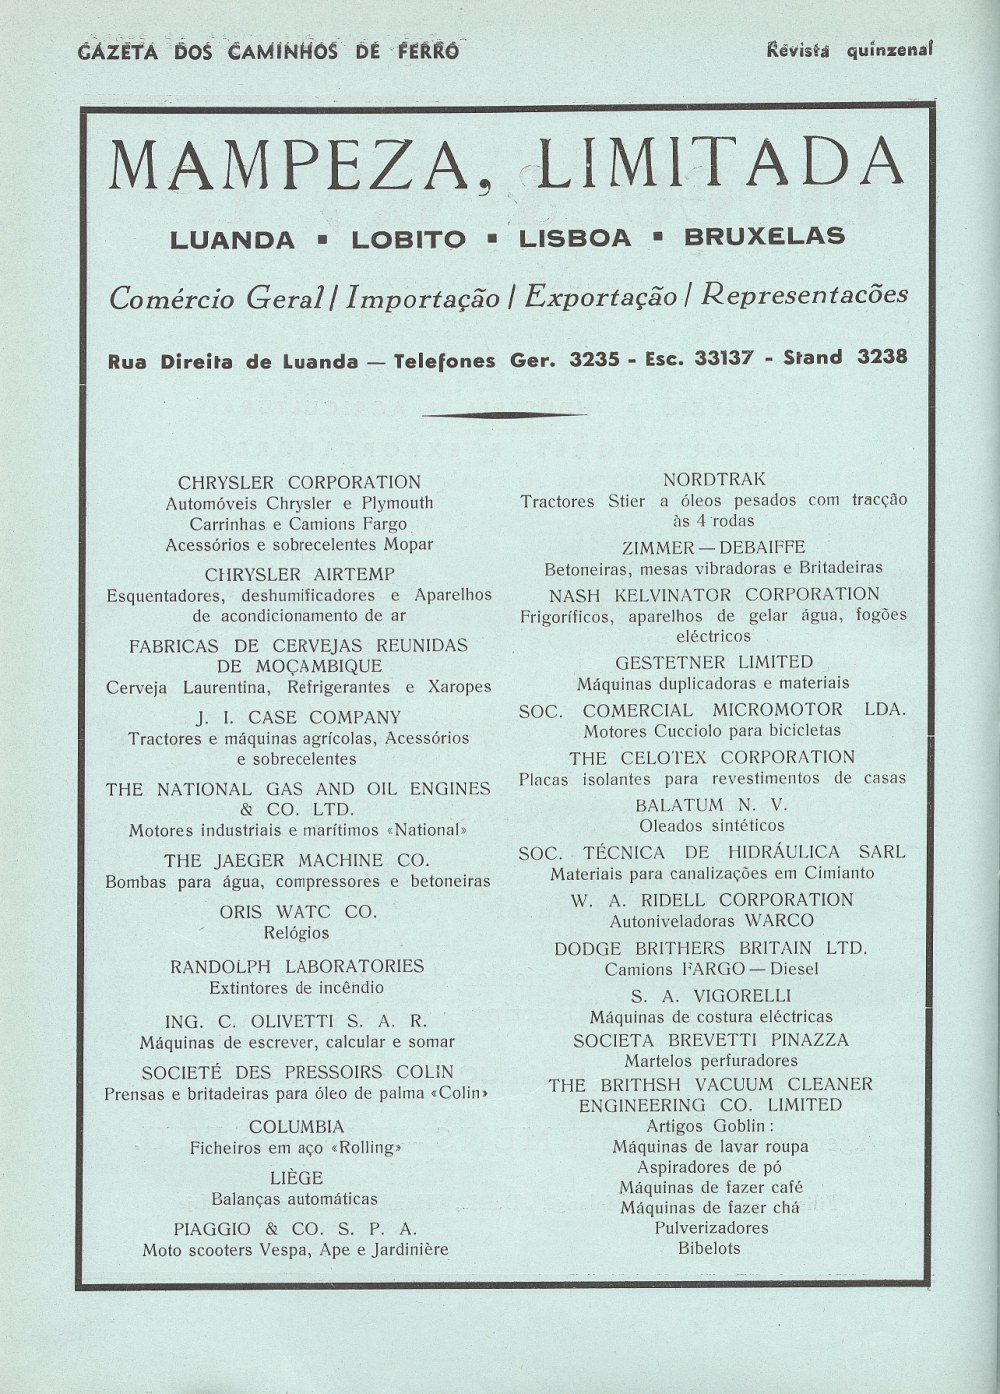 GAZETA DOS CAMINHOS DE FERRO
Revista quinzenal
MAMPEZA, LIMITADA
LUANDA ▪ LOBITO ▪ LISBOA ▪ BRUXELAS
Comércio Geral / Importação / Exportação / Representacões
Rua Direita de Luanda — Telefones Ger. 3235 - Esc. 33137 - Stand 3238
CHRYSLER CORPORATION
Automóveis Chrysler e Plymouth
Carrinhas e Camions Fargo
Acessórios e sobrecelentes Mopar
CHRYSLER AIRTEMP
Esquentadores, deshumificadores e Aparelhos
de acondicionamento de ar
FABRICAS DE CERVEJAS REUNIDAS
DE MOÇAMBIQUE
Cerveja Laurentina, Refrigerantes e Xaropes
J. I. CASE COMPANY
Tractores e máquinas agrícolas, Acessórios
e sobrecelentes
THE NATIONAL GAS AND OIL ENGINES
& CO. LTD.
Motores industriais e marítimos «National»
THE JAEGER MACHINE CO.
Bombas para água, compressores e betoneiras
ORIS WATC CO.
Relógios
RANDOLPH LABORATORIES
Extintores de incêndio
ING. C. OLIVETTI S. A. R.
Máquinas de escrever, calcular e somar
SOCIETÉ DES PRESSOIRS COLIN
Prensas e britadeiras para óleo de palma «Colin»
COLUMBIA
Ficheiros em aço «Rolling»
LIÈGE
Balanças automáticas
PIAGGIO & CO. S. P. A.
Moto scooters Vespa, Ape e Jardinière
NORDTRAK
Tractores Stier a óleos pesados com tracção
às 4 rodas
ZIMMER — DEBAIFFE
Betoneiras, mesas vibradoras e Britadeiras
NASH KELVINATOR CORPORATION
Frigoríficos, aparelhos de gelar água, fogões
eléctricos
GESTETNER LIMITED
Máquinas duplicadoras e materiais
SOC. COMERCIAL MICROMOTOR LDA.
Motores Cucciolo para bicicletas
THE CELOTEX CORPORATION
Placas isolantes para revestimentos de casas
BALATUM N. V.
Oleados sintéticos
SOC. TÉCNICA DE HIDRÁULICA SARL
Materiais para canalizações em Cimianto
W. A. RIDELL CORPORATION
Autoniveladoras WARCO
DODGE BRITHERS BRITAIN LTD.
Camions FARGO — Diesel
S. A. VIGORELLI
Máquinas de costura eléctricas
SOCIETA BREVETTI PINAZZA
Martelos perfuradores
THE BRITHSH VACUUM CLEANER
ENGINEERING CO. LIMITED
Artigos Goblin :
Máquinas de lavar roupa
Aspiradores de pó
Máquinas de fazer café
Máquinas de fazer chá
Pulverizadores
Bibelots